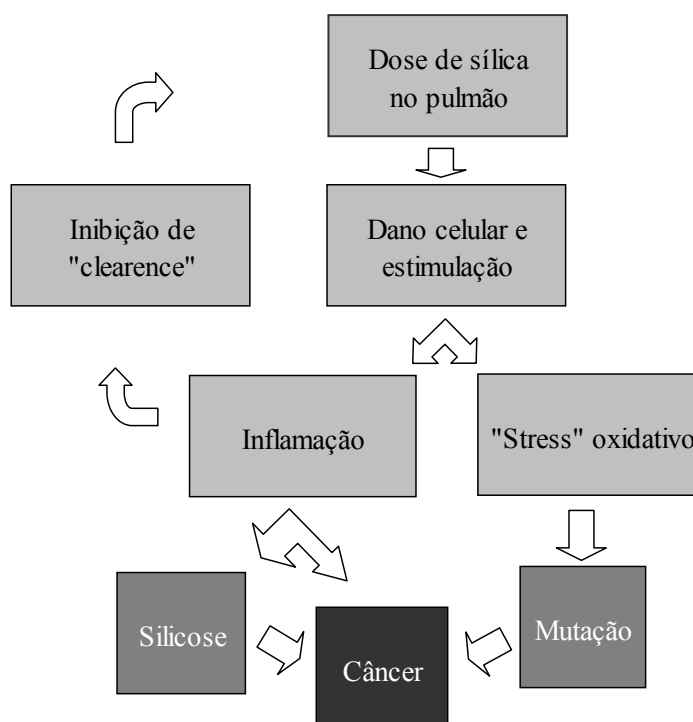 Dose de sílica
no pulmão
Inibição de
"clearence"
Dano celular e
estimulação
Inflamação
"Stress" oxidativo
Silicose
Câncer
Mutação